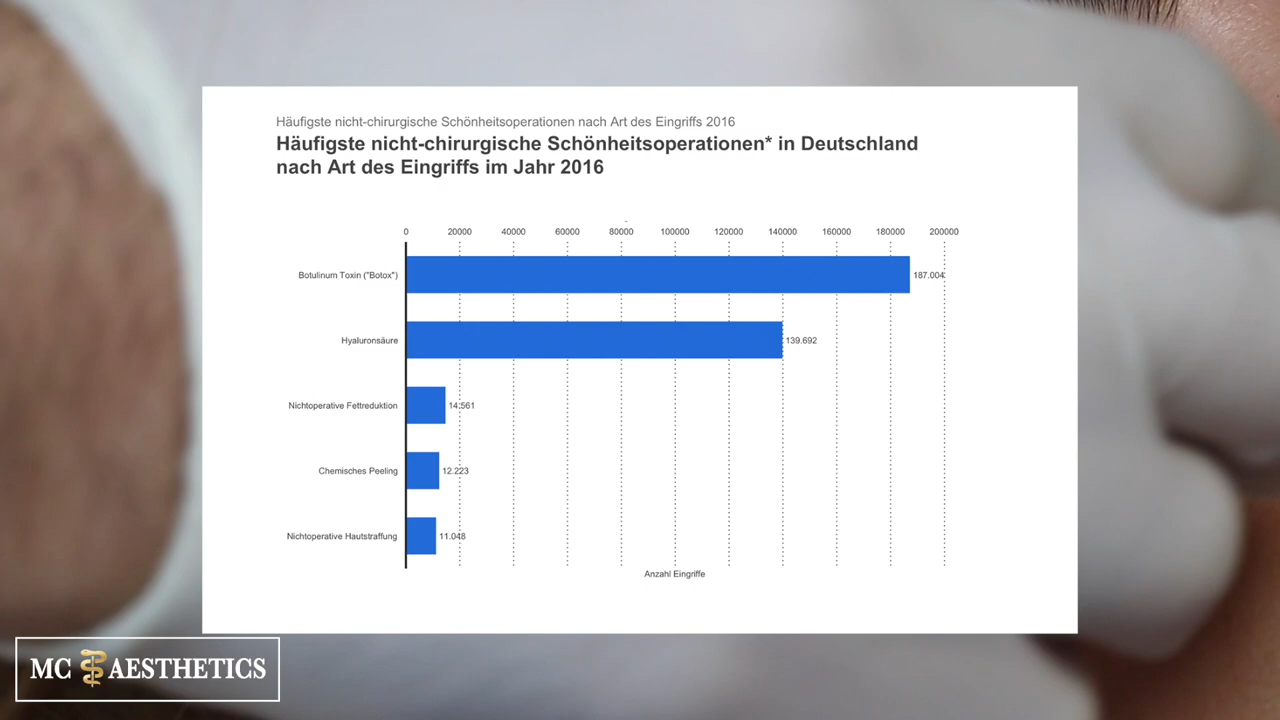 Häufigste nicht-chirurgische Schönheitsoperationen nach Art des Eingriffs 2016
Häufigste nicht-chirurgische Schönheitsoperationen* in Deutschland
nach Art des Eingriffs im Jahr 2016
0 20000 40000 60000 80000 100000 120000 140000 160000 180000 200000
Botulinum Toxin ("Botox") 187.004
Hyaluronsäure 139.692
Nichtoperative Fettreduktion 14.561
Chemisches Peeling 12.223
Nichtoperative Hautstraffung 11.048
Anzahl Eingriffe
MC AESTHETICS